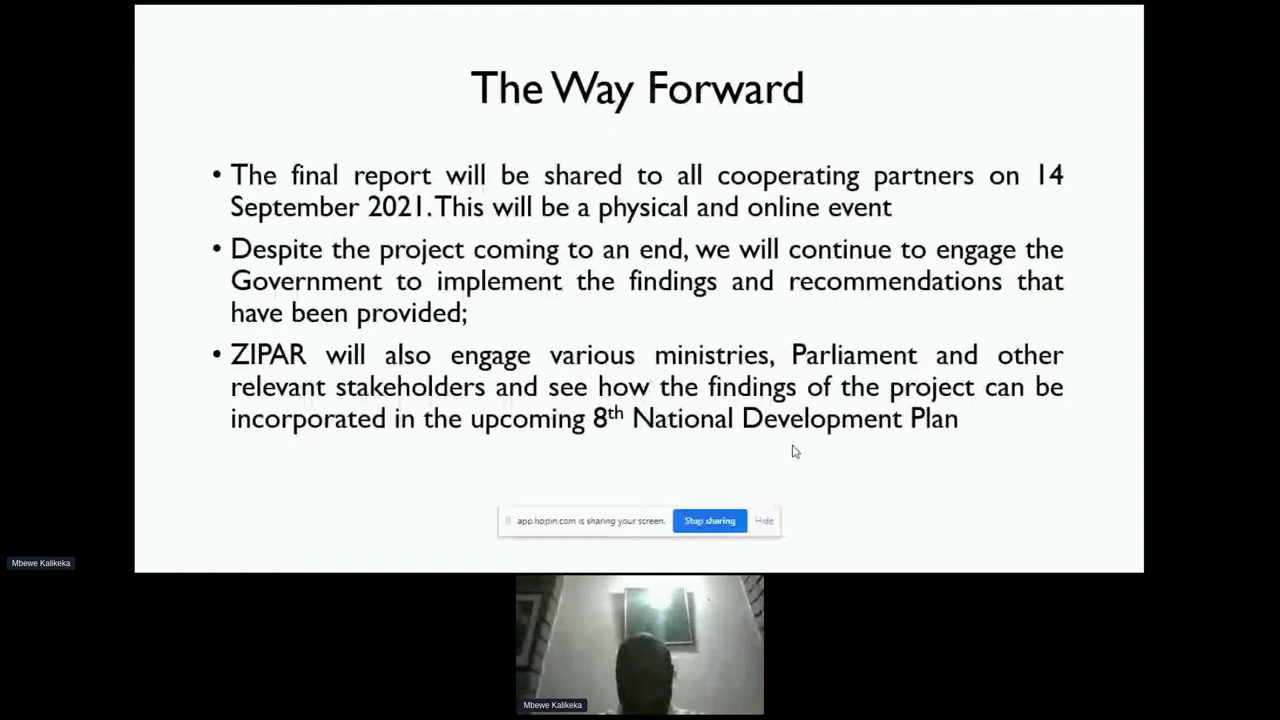 The Way Forward
• The final report will be shared to all cooperating partners on 14
September 2021. This will be a physical and online event
• Despite the project coming to an end, we will continue to engage the
Government to implement the findings and recommendations that
have been provided;
• ZIPAR will also engage various ministries, Parliament and other
relevant stakeholders and see how the findings of the project can be
incorporated in the upcoming 8th National Development Plan
app.hopin.com is sharing your screen. Stop sharing Hide
Mbewe Kalikeka
Mbewe Kalikeka